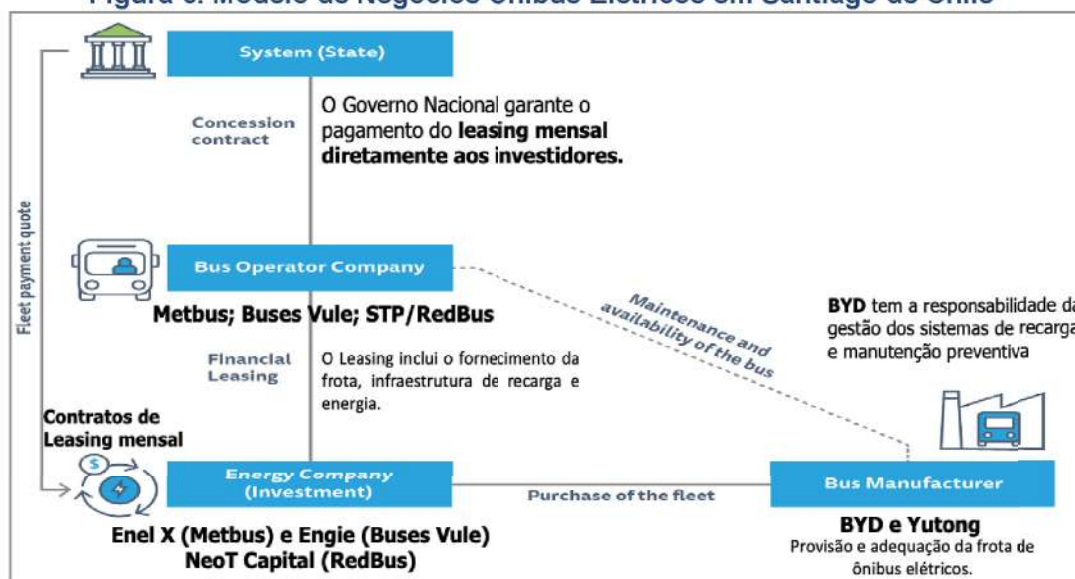 System (State)
Concession
contract
O Governo Nacional garante o
pagamento do leasing mensal
diretamente aos investidores.
Fleet payment quote
Bus Operator Company
Metbus; Buses Vule; STP/RedBus
Maintenance and
availability of the bus
BYD tem a responsabilidade da
gestão dos sistemas de recarga
e manutenção preventiva
Financial
Leasing
O Leasing inclui o fornecimento da
frota, infraestrutura de recarga e
energia.
Contratos de
Leasing mensal
$
Energy Company
(Investment)
Purchase of the fleet
Bus Manufacturer
Enel X (Metbus) e Engie (Buses Vule)
NeoT Capital (RedBus)
BYD e Yutong
Provisão e adequação da frota de
ônibus elétricos.